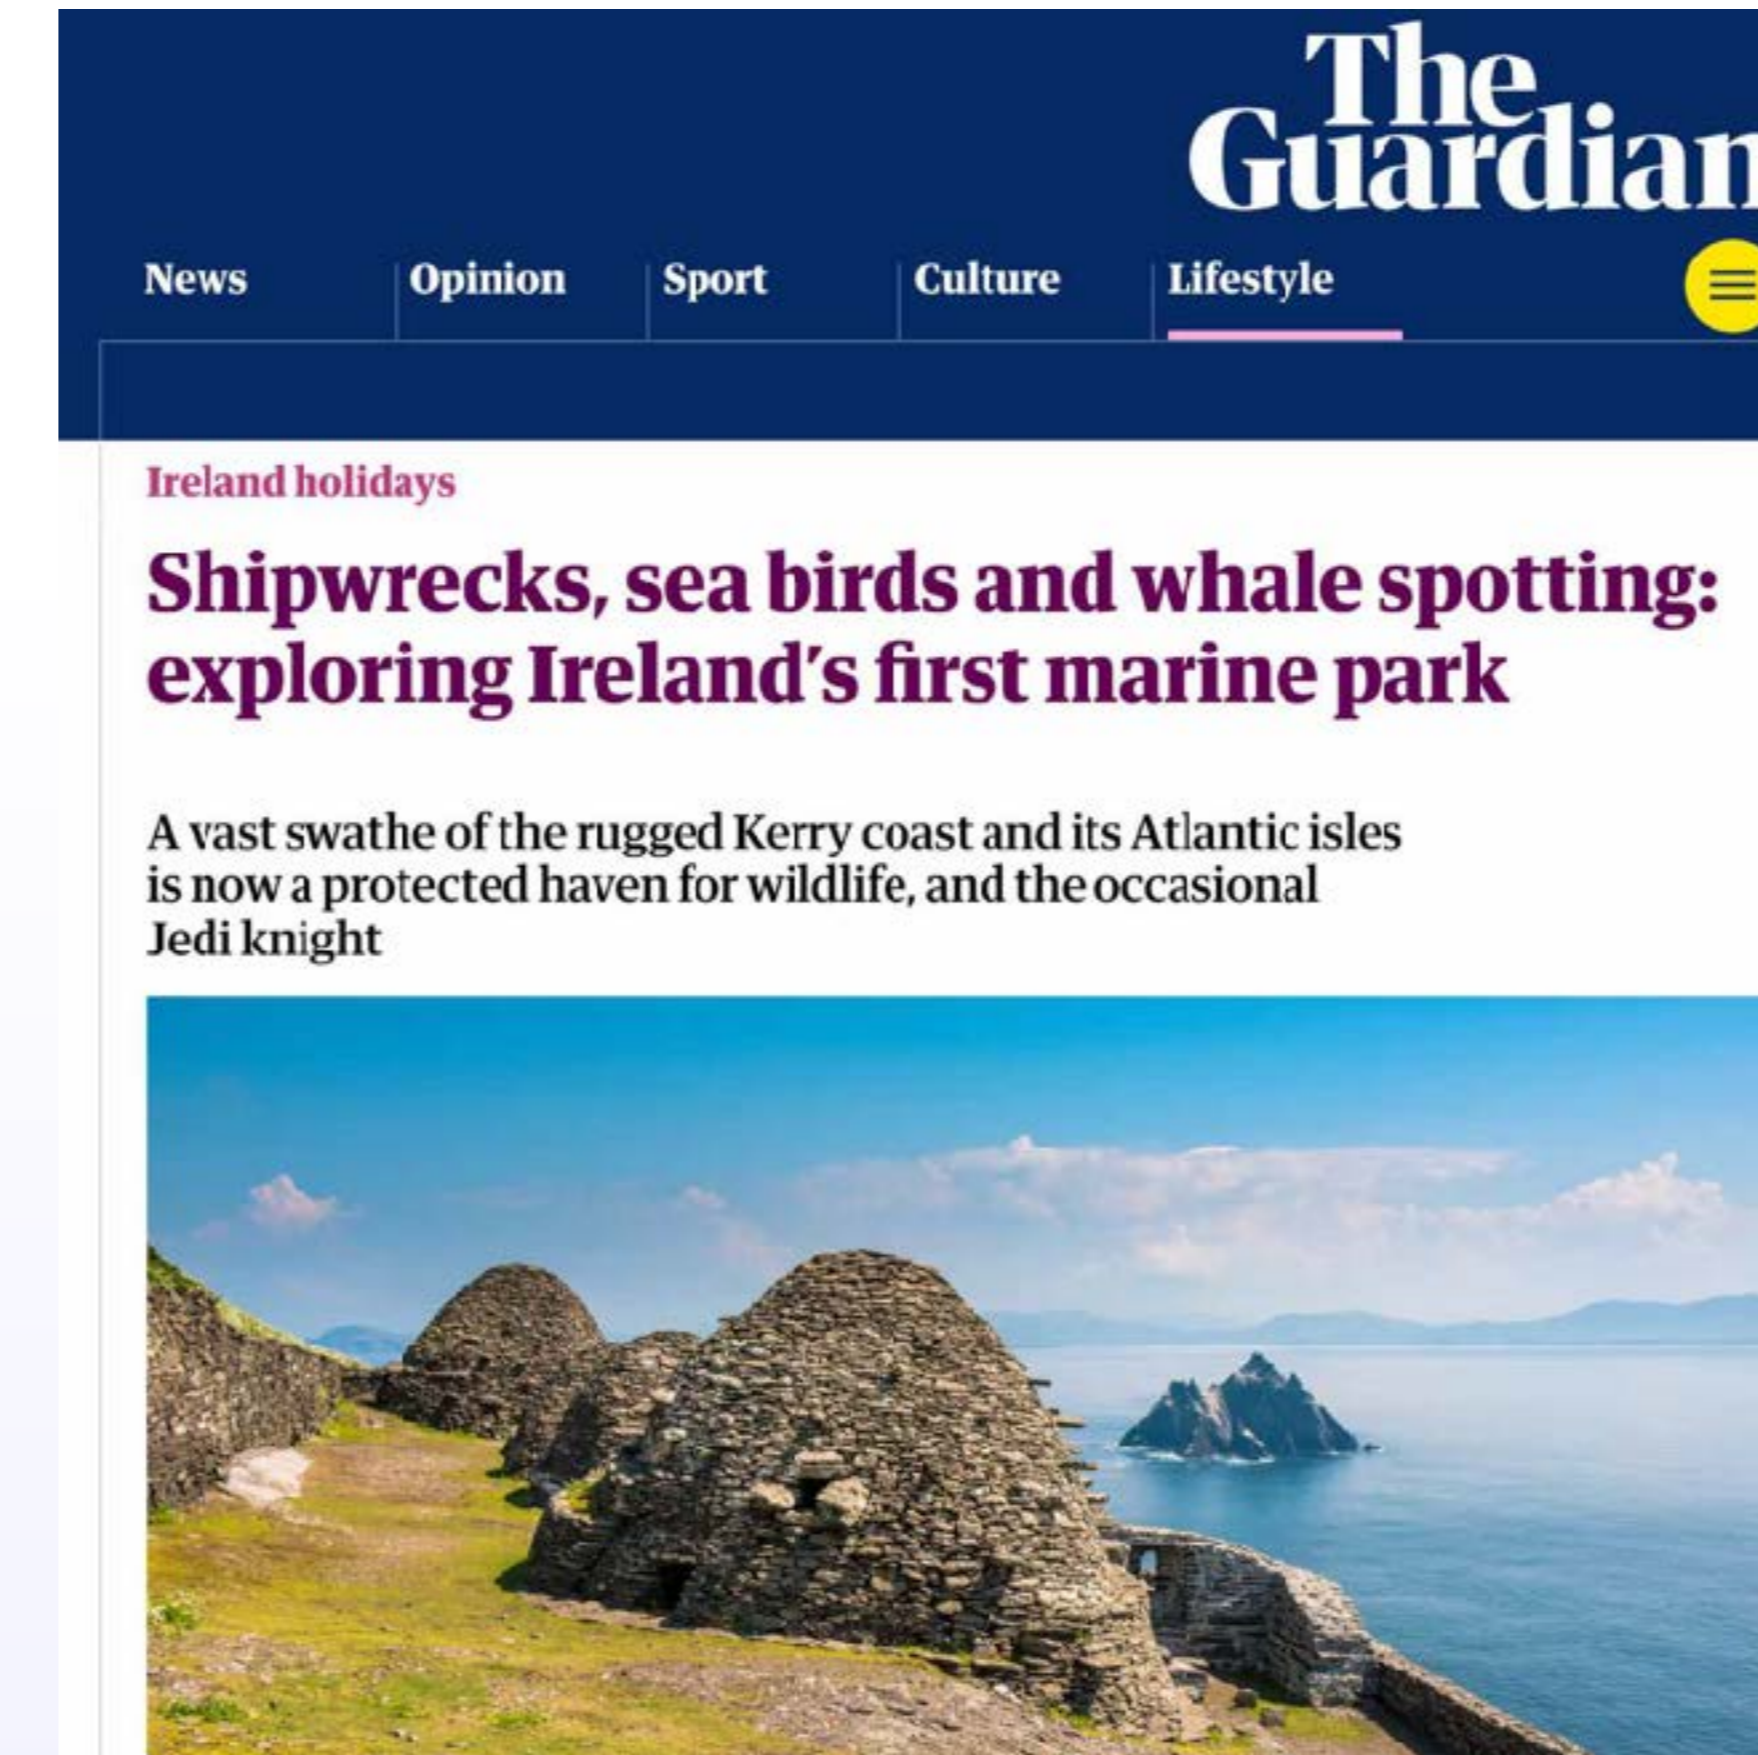 The
Guardian
News
Opinion
Sport
Culture
Lifestyle
Ireland holidays
Shipwrecks, sea birds and whale spotting:
exploring Ireland's first marine park
A vast swathe of the rugged Kerry coast and its Atlantic isles
is now a protected haven for wildlife, and the occasional
Jedi knight